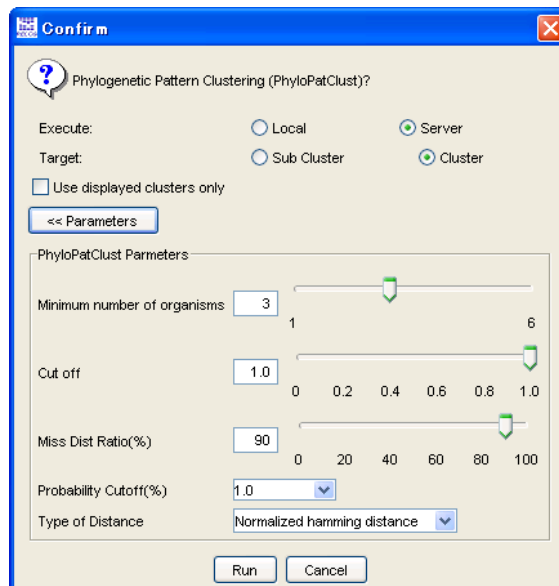 Confirm
Phylogenetic Pattern Clustering (PhyloPatClust)?
Execute: Local Server
Target: Sub Cluster Cluster
Use displayed clusters only
<< Parameters
PhyloPatClust Parmeters
Minimum number of organisms 3
1 6
Cut off 1.0
0 0.2 0.4 0.6 0.8 1.0
Miss Dist Ratio(%) 90
0 20 40 60 80 100
Probability Cutoff(%) 1.0
Type of Distance Normalized hamming distance
Run Cancel